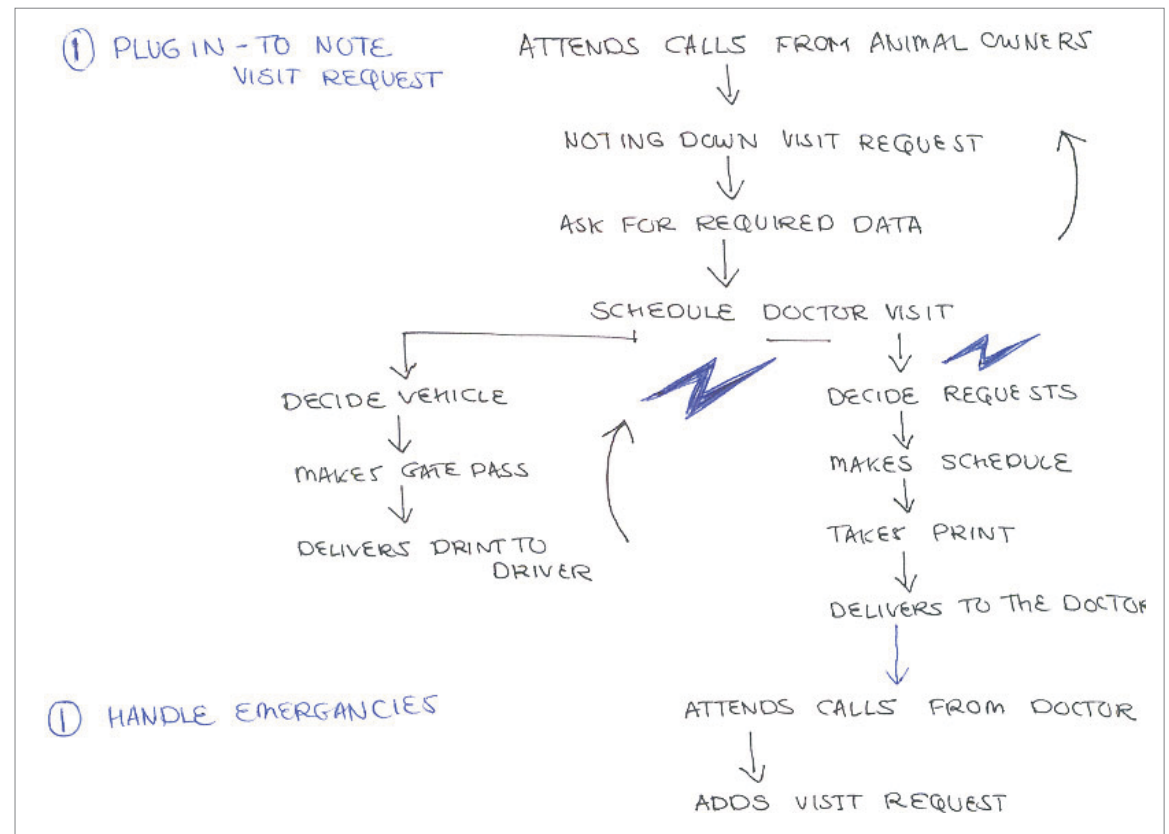 ① PLUG IN - TO NOTE
VISIT REQUEST
ATTENDS CALLS FROM ANIMAL OWNERS
NOTING DOWN VISIT REQUEST
ASK FOR REQUIRED DATA
SCHEDULE DOCTOR VISIT
DECIDE VEHICLE
MAKES GATE PASS
DELIVERS DRINT TO
DRIVER
DECIDE REQUESTS
MAKES SCHEDULE
TAKES PRINT
DELIVERS TO THE DOCTOR
① HANDLE EMERGANCIES
ATTENDS CALLS FROM DOCTOR
ADDS VISIT REQUEST